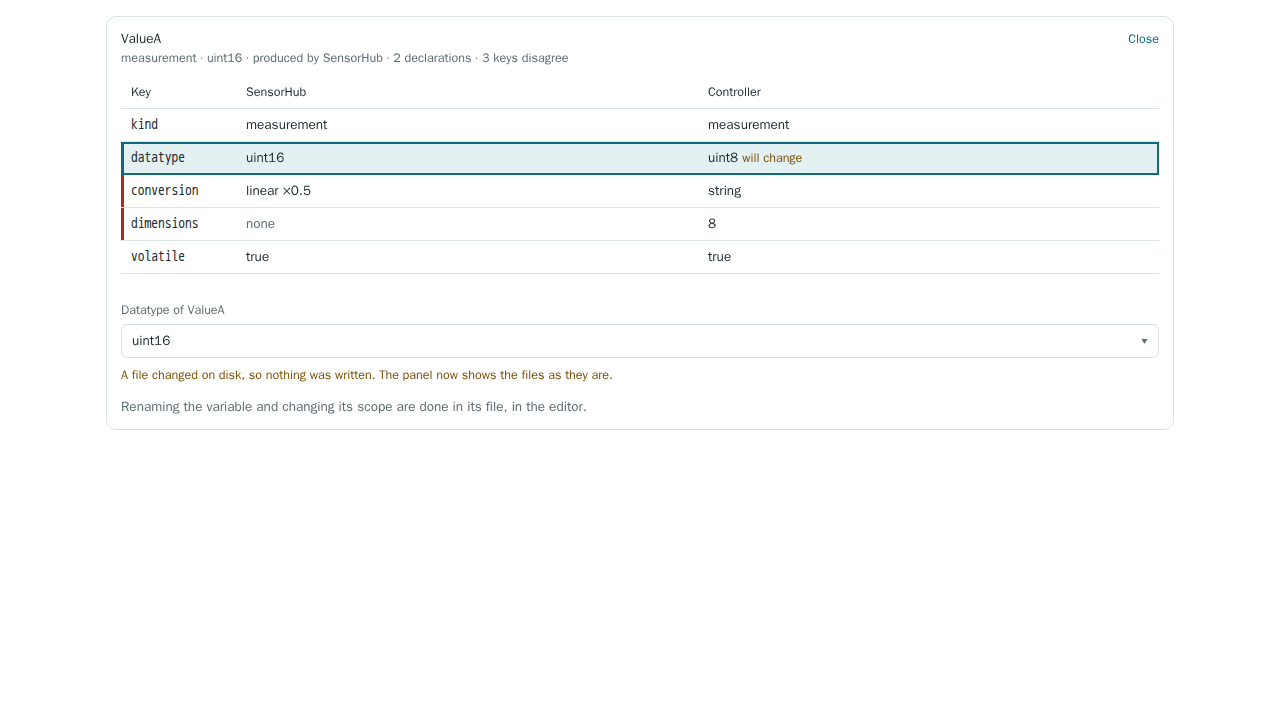 ValueA
Close
measurement · uint16 · produced by SensorHub · 2 declarations · 3 keys disagree
Key SensorHub Controller
kind measurement measurement
datatype uint16 uint8 will change
conversion linear ×0.5 string
dimensions none 8
volatile true true
Datatype of ValueA
uint16
A file changed on disk, so nothing was written. The panel now shows the files as they are.
Renaming the variable and changing its scope are done in its file, in the editor.